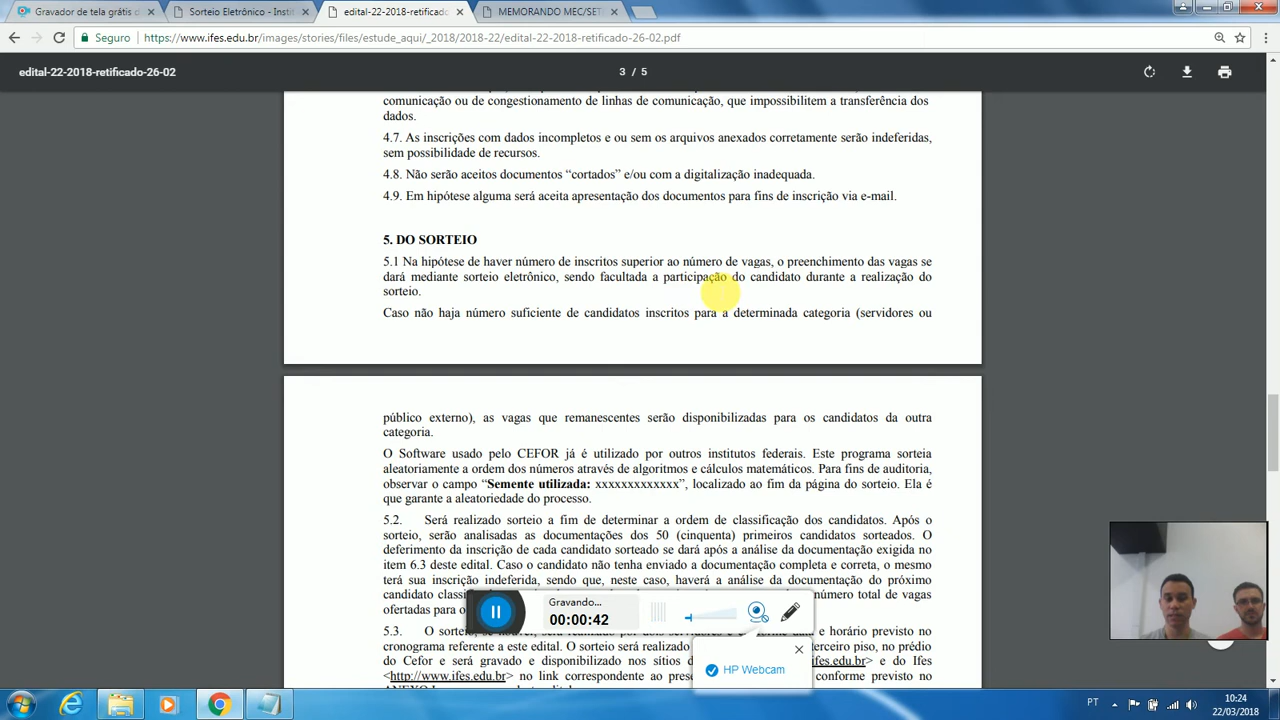 Gravador de tela grátis d
Sorteio Eletrônico - Instit
edital-22-2018-retificado
MEMORANDO MEC/SET
Seguro
https://www.ifes.edu.br/images/stories/files/estude_aqui/_2018/2018-22/edital-22-2018-retificado-26-02.pdf
edital-22-2018-retificado-26-02
3 / 5
comunicação ou de congestionamento de linhas de comunicação, que impossibilitem a transferência dos
dados.
4.7. As inscrições com dados incompletos e ou sem os arquivos anexados corretamente serão indeferidas,
sem possibilidade de recursos.
4.8. Não serão aceitos documentos “cortados” e/ou com a digitalização inadequada.
4.9. Em hipótese alguma será aceita apresentação dos documentos para fins de inscrição via e-mail.
5. DO SORTEIO
5.1 Na hipótese de haver número de inscritos superior ao número de vagas, o preenchimento das vagas se
dará mediante sorteio eletrônico, sendo facultada a participação do candidato durante a realização do
sorteio.
Caso não haja número suficiente de candidatos inscritos para a determinada categoria (servidores ou
público externo), as vagas que remanescentes serão disponibilizadas para os candidatos da outra
categoria.
O Software usado pelo CEFOR já é utilizado por outros institutos federais. Este programa sorteia
aleatoriamente a ordem dos números através de algoritmos e cálculos matemáticos. Para fins de auditoria,
observar o campo “Semente utilizada: xxxxxxxxxxxxx”, localizado ao fim da página do sorteio. Ela é
que garante a aleatoriedade do processo.
5.2. Será realizado sorteio a fim de determinar a ordem de classificação dos candidatos. Após o
sorteio, serão analisadas as documentações dos 50 (cinquenta) primeiros candidatos sorteados. O
deferimento da inscrição de cada candidato sorteado se dará após a análise da documentação exigida no
item 6.3 deste edital. Caso o candidato não tenha enviado a documentação completa e correta, o mesmo
terá sua inscrição indeferida, sendo que, neste caso, haverá a análise da documentação do próximo
candidato classif número total de vagas
ofertadas para o
5.3. O sorteio e horário previsto no
cronograma referente a este edital. O sorteio será realizado terceiro piso, no prédio
do Cefor e será gravado e disponibilizado nos sítios d ifes.edu.br> e do Ifes
<http://www.ifes.edu.br> no link correspondente ao prese conforme previsto no
Gravando...
00:00:42
HP Webcam
PT
10:24
22/03/2018